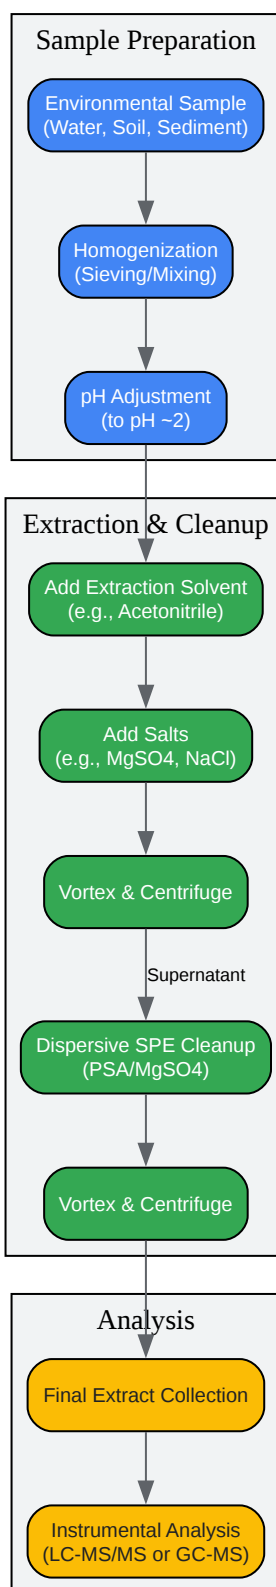 Sample Preparation
Environmental Sample
(Water, Soil, Sediment)
Homogenization
(Sieving/Mixing)
pH Adjustment
(to pH ~2)
Extraction & Cleanup
Add Extraction Solvent
(e.g., Acetonitrile)
Add Salts
(e.g., MgSO4, NaCl)
Vortex & Centrifuge
Supernatant
Dispersive SPE Cleanup
(PSA/MgSO4)
Vortex & Centrifuge
Analysis
Final Extract Collection
Instrumental Analysis
(LC-MS/MS or GC-MS)